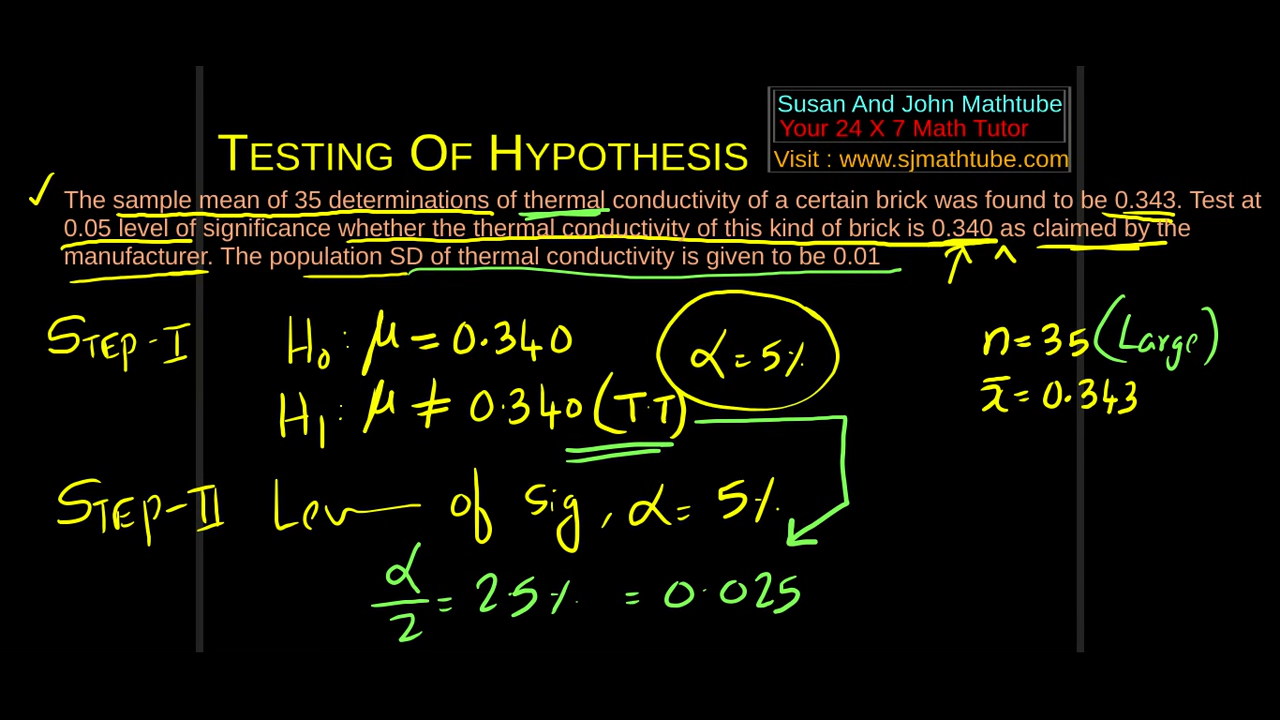 Susan And John Mathtube
Your 24 X 7 Math Tutor
Visit : www.sjmathtube.com
TESTING OF HYPOTHESIS
The sample mean of 35 determinations of thermal conductivity of a certain brick was found to be 0.343. Test at
0.05 level of significance whether the thermal conductivity of this kind of brick is 0.340 as claimed by the
manufacturer. The population SD of thermal conductivity is given to be 0.01
STEP-I H₀: μ = 0.340 α = 5% n = 35 (Large)
H₁: μ ≠ 0.340 (T.T) x̄ = 0.343
STEP-II Lev of sig, α = 5%
α/2 = 2.5% = 0.025